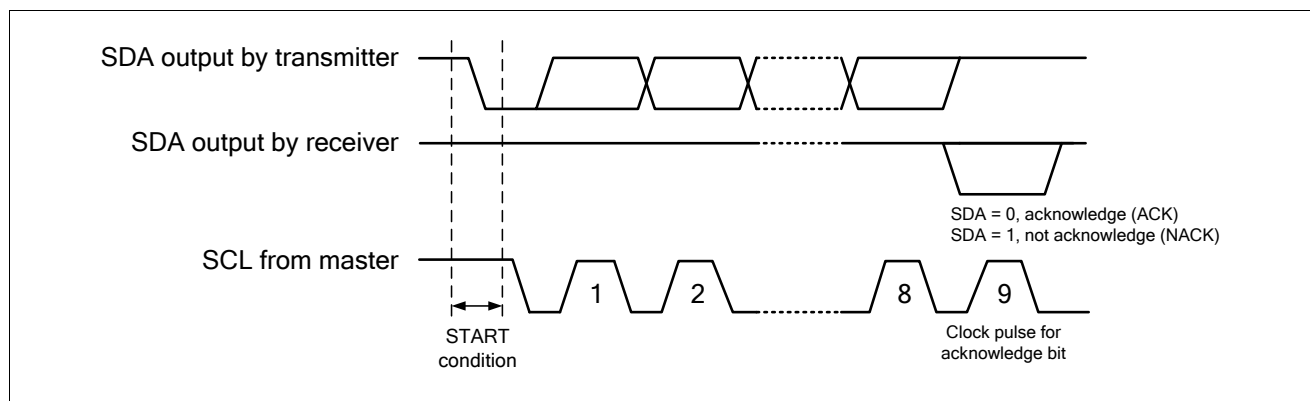 SDA output by transmitter
SDA output by receiver
SDA = 0, acknowledge (ACK)
SDA = 1, not acknowledge (NACK)
SCL from master
1
2
8
9
START
condition
Clock pulse for
acknowledge bit